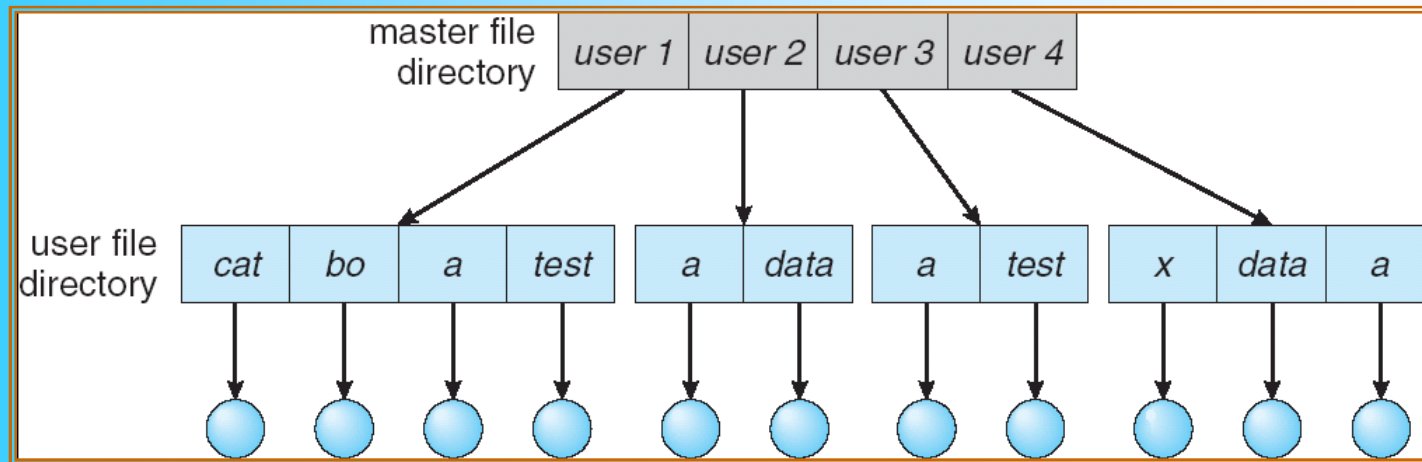 master file
directory
user 1 user 2 user 3 user 4
user file
directory
cat bo a test a data a test x data a